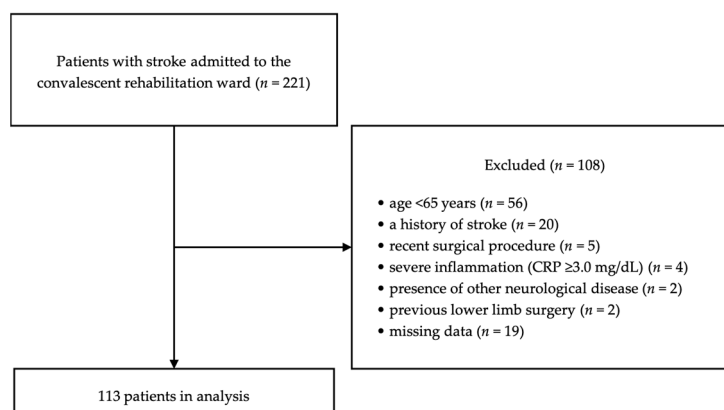 Patients with stroke admitted to the
convalescent rehabilitation ward (n = 221)
Excluded (n = 108)
• age <65 years (n = 56)
• a history of stroke (n = 20)
• recent surgical procedure (n = 5)
• severe inflammation (CRP ≥3.0 mg/dL) (n = 4)
• presence of other neurological disease (n = 2)
• previous lower limb surgery (n = 2)
• missing data (n = 19)
113 patients in analysis